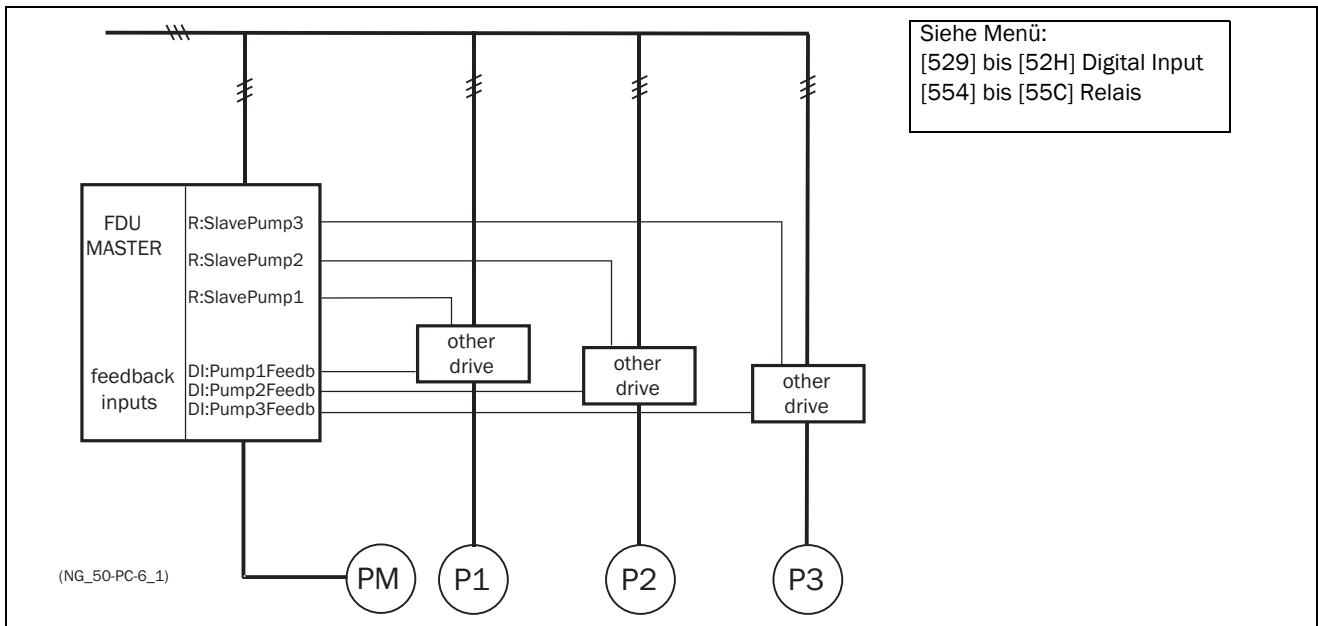 Siehe Menü:
[529] bis [52H] Digital Input
[554] bis [55C] Relais
FDU
MASTER
R:SlavePump3
R:SlavePump2
R:SlavePump1
feedback
inputs
DI:Pump1Feedb
DI:Pump2Feedb
DI:Pump3Feedb
other
drive
other
drive
other
drive
(NG_50-PC-6_1)
PM
P1
P2
P3